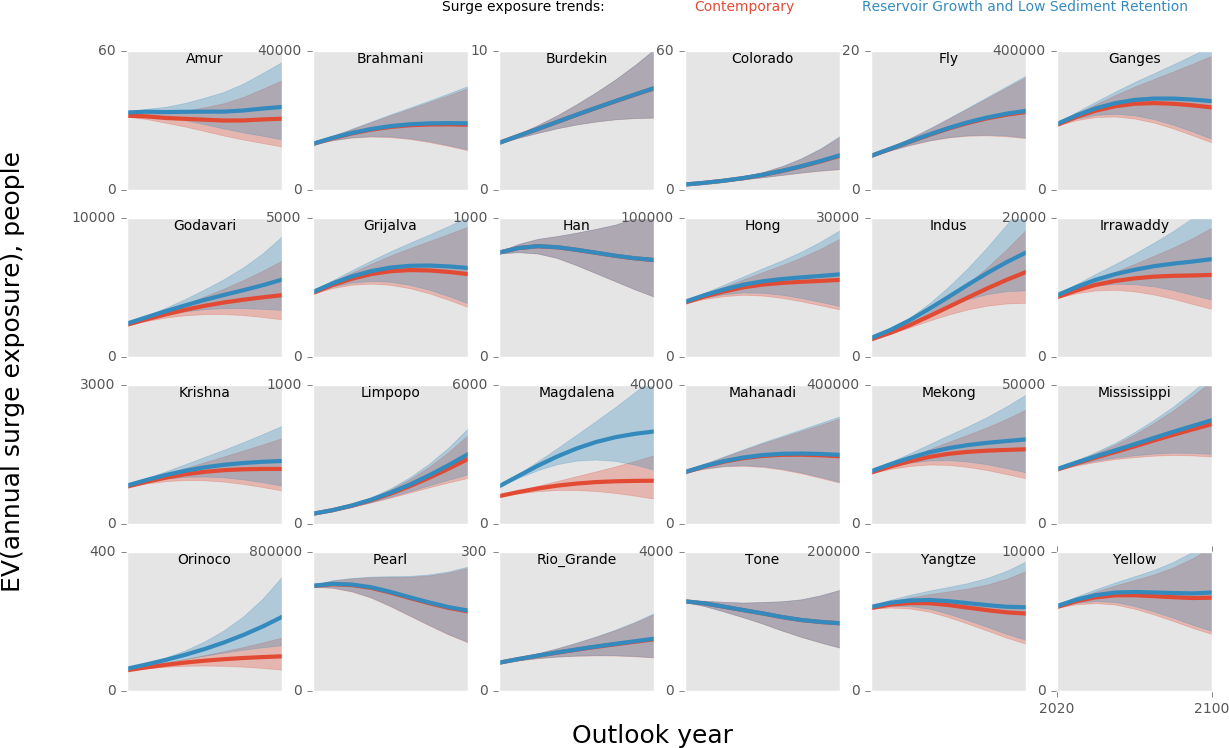 Surge exposure trends: Contemporary Reservoir Growth and Low Sediment Retention
60 40000 10 60 20 400000
Amur Brahmani Burdekin Colorado Fly Ganges
0 0 0 0 0 0
10000 5000 1000 100000 30000 20000
Godavari Grijalva Han Hong Indus Irrawaddy
0 0 0 0 0 0
3000 1000 6000 40000 400000 50000
Krishna Limpopo Magdalena Mahanadi Mekong Mississippi
0 0 0 0 0 0
400 800000 300 4000 200000 10000
Orinoco Pearl Rio_Grande Tone Yangtze Yellow
0 0 0 0 0 0
2020 2100
EV(annual surge exposure), people
Outlook year